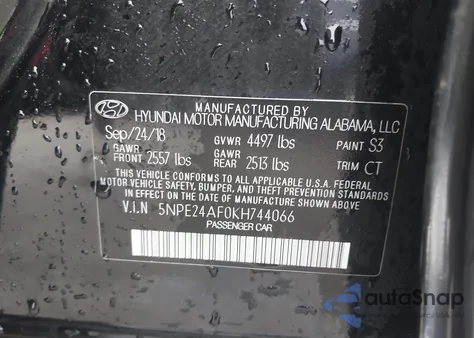 MANUFACTURED BY
HYUNDAI MOTOR MANUFACTURING ALABAMA, LLC
Sep/24/18 GVWR 4497 lbs PAINT S3
GAWR FRONT 2557 lbs GAWR REAR 2513 lbs TRIM CT
THIS VEHICLE CONFORMS TO ALL APPLICABLE U.S.A. FEDERAL
MOTOR VEHICLE SAFETY, BUMPER, AND THEFT PREVENTION STANDARDS
IN EFFECT ON THE DATE OF MANUFACTURE SHOWN ABOVE.
V.I.N 5NPE24AF0KH744066
PASSENGER CAR
autoSnap